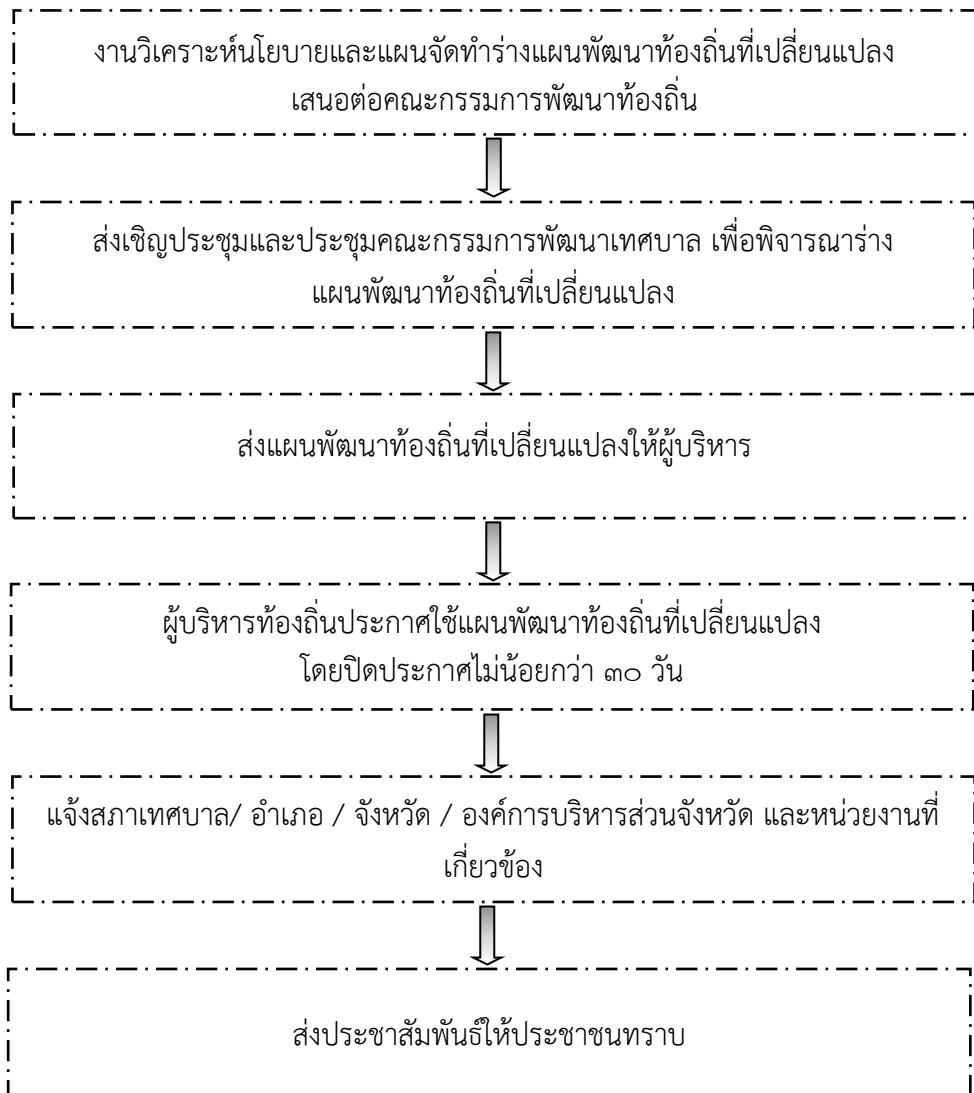 งานวิเคราะห์นโยบายและแผนจัดทำร่างแผนพัฒนาท้องถิ่นที่เปลี่ยนแปลง
เสนอต่อคณะกรรมการพัฒนาท้องถิ่น
ส่งเชิญประชุมและประชุมคณะกรรมการพัฒนาเทศบาล เพื่อพิจารณาร่าง
แผนพัฒนาท้องถิ่นที่เปลี่ยนแปลง
ส่งแผนพัฒนาท้องถิ่นที่เปลี่ยนแปลงให้ผู้บริหาร
ผู้บริหารท้องถิ่นประกาศใช้แผนพัฒนาท้องถิ่นที่เปลี่ยนแปลง
โดยปิดประกาศไม่น้อยกว่า ๓๐ วัน
แจ้งสภาเทศบาล/ อำเภอ / จังหวัด / องค์การบริหารส่วนจังหวัด และหน่วยงานที่
เกี่ยวข้อง
ส่งประชาสัมพันธ์ให้ประชาชนทราบ